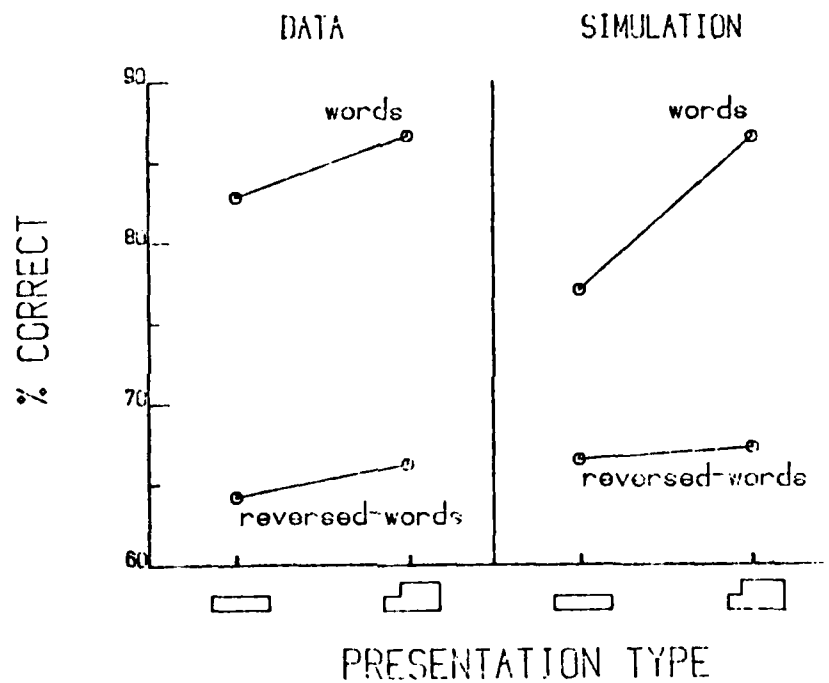 DATA SIMULATION
90
words words
80
% CORRECT
70
reversed-words reversed-words
60
PRESENTATION TYPE